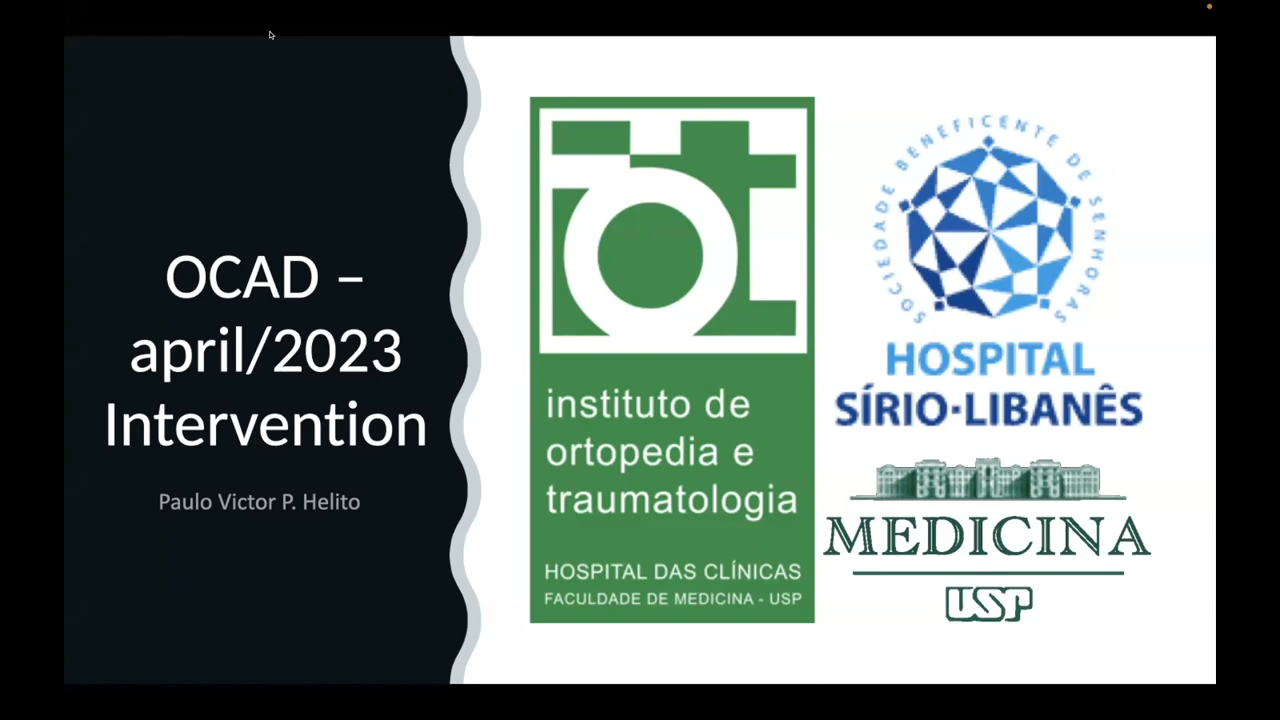 OCAD –
april/2023
Intervention
Paulo Victor P. Helito
iot
instituto de
ortopedia e
traumatologia
HOSPITAL DAS CLÍNICAS
FACULDADE DE MEDICINA - USP
SOCIEDADE BENEFICENTE DE SENHORAS
HOSPITAL
SÍRIO·LIBANÊS
MEDICINA
USP